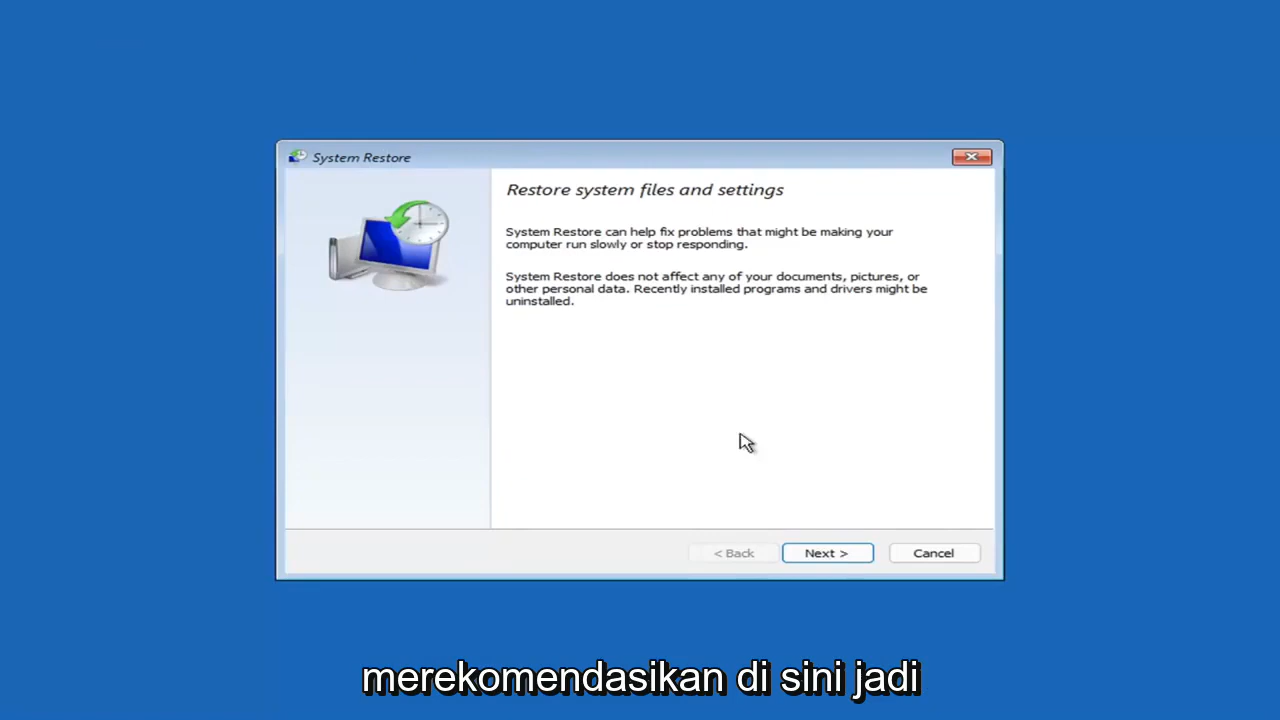 System Restore
Restore system files and settings
System Restore can help fix problems that might be making your
computer run slowly or stop responding.
System Restore does not affect any of your documents, pictures, or
other personal data. Recently installed programs and drivers might be
uninstalled.
< Back
Next >
Cancel
merekomendasikan di sini jadi